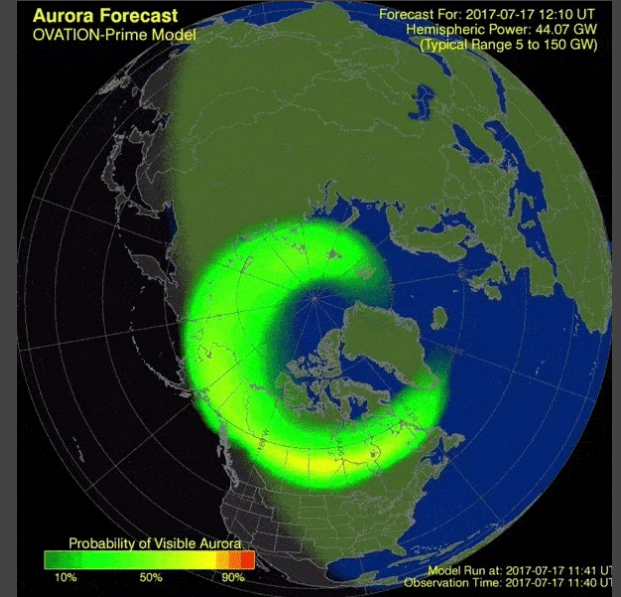 Aurora Forecast
OVATION-Prime Model
Forecast For: 2017-07-17 12:10 UT
Hemispheric Power: 44.07 GW
(Typical Range 5 to 150 GW)
Probability of Visible Aurora
10% 50% 90%
Model Run at: 2017-07-17 11:41 UT
Observation Time: 2017-07-17 11:40 UT